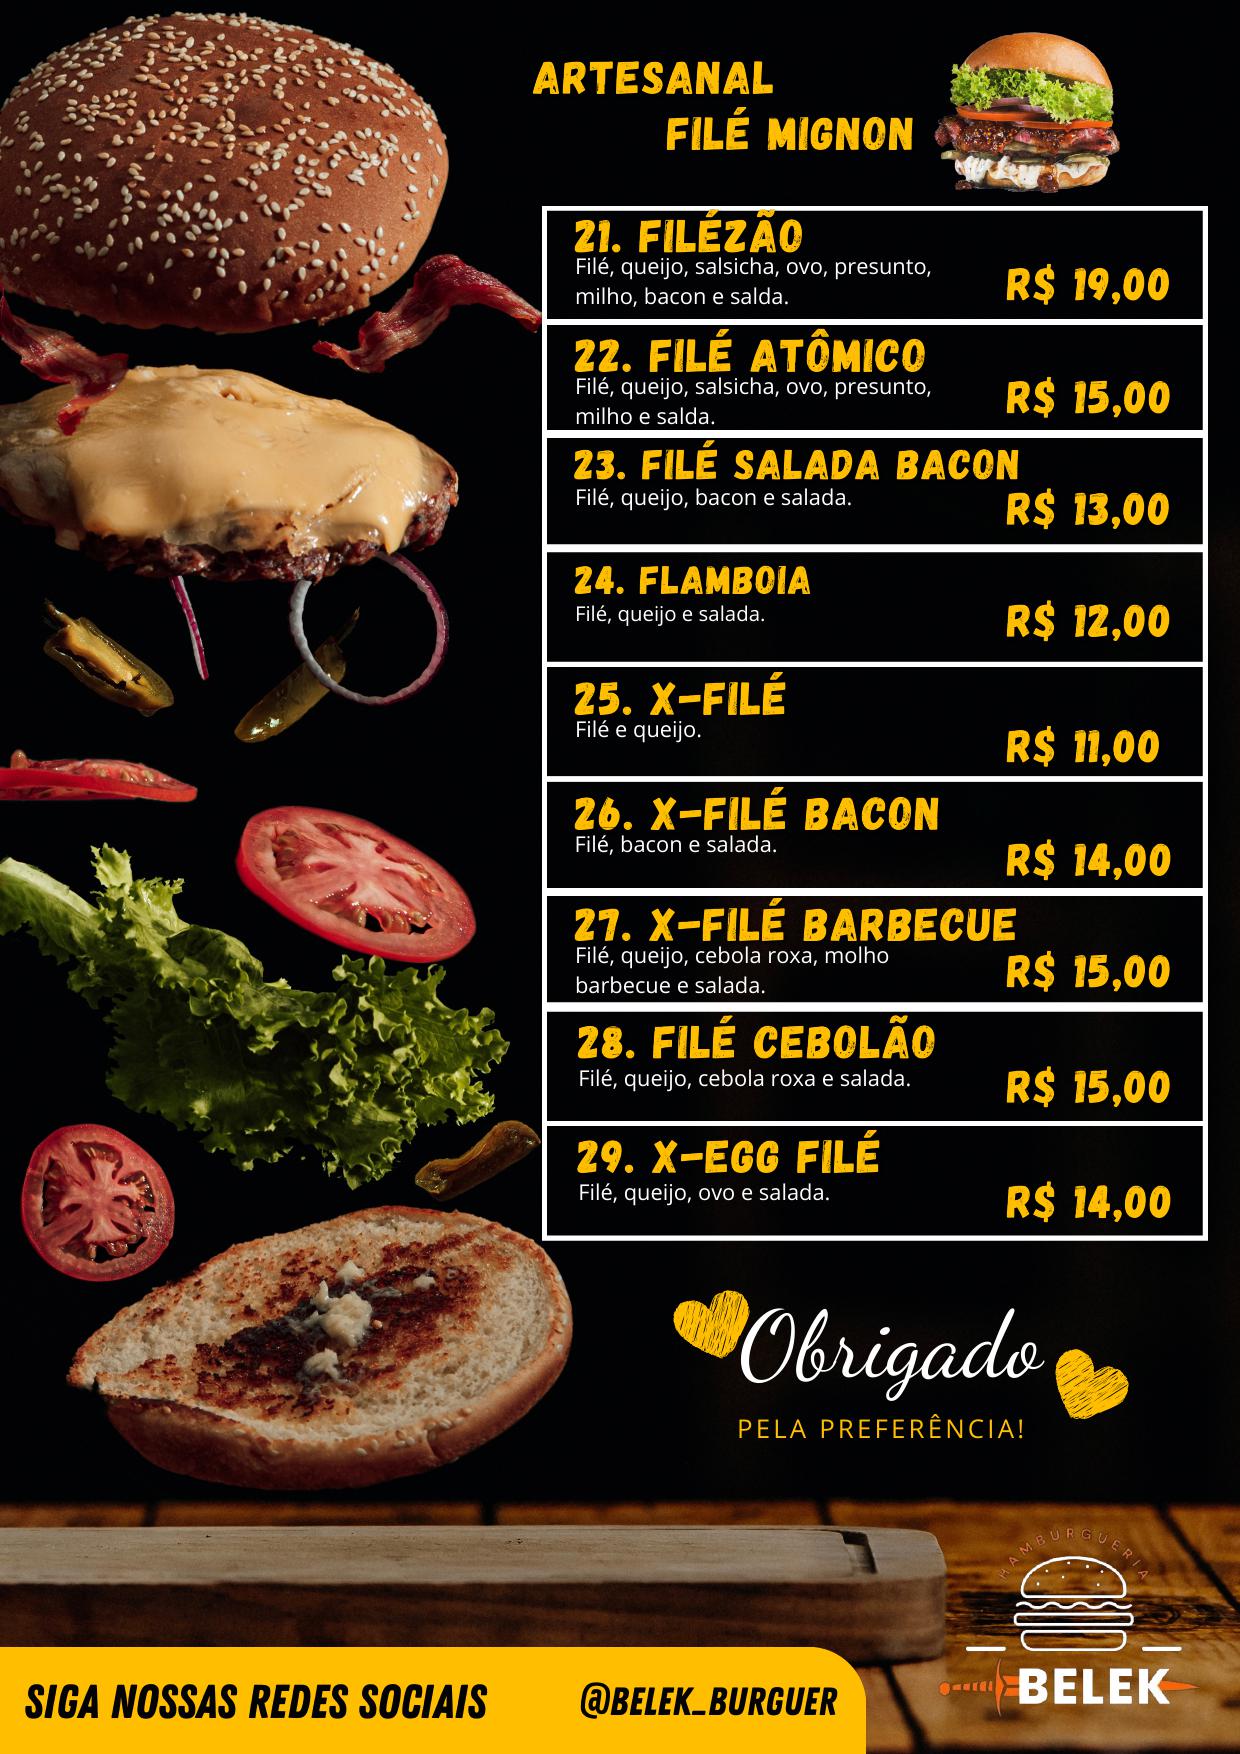 ARTESANAL
FILÉ MIGNON
21. FILÉZÃO
Filé, queijo, salsicha, ovo, presunto,
milho, bacon e salda.
R$ 19,00
22. FILÉ ATÔMICO
Filé, queijo, salsicha, ovo, presunto,
milho e salda.
R$ 15,00
23. FILÉ SALADA BACON
Filé, queijo, bacon e salada.
R$ 13,00
24. FLAMBOIA
Filé, queijo e salada.
R$ 12,00
25. X-FILÉ
Filé e queijo.
R$ 11,00
26. X-FILÉ BACON
Filé, bacon e salada.
R$ 14,00
27. X-FILÉ BARBECUE
Filé, queijo, cebola roxa, molho
barbecue e salada.
R$ 15,00
28. FILÉ CEBOLÃO
Filé, queijo, cebola roxa e salada.
R$ 15,00
29. X-EGG FILÉ
Filé, queijo, ovo e salada.
R$ 14,00
Obrigado
PELA PREFERÊNCIA!
HAMBURGUERIA
BELEK
SIGA NOSSAS REDES SOCIAIS
@BELEK_BURGUER